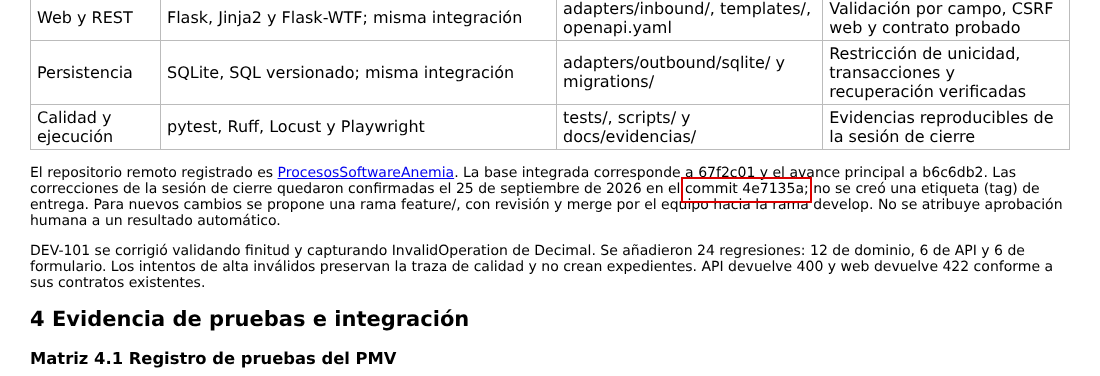 Web y REST
Flask, Jinja2 y Flask-WTF; misma integración
adapters/inbound/, templates/,
openapi.yaml
Validación por campo, CSRF
web y contrato probado
Persistencia
SQLite, SQL versionado; misma integración
adapters/outbound/sqlite/ y
migrations/
Restricción de unicidad,
transacciones y
recuperación verificadas
Calidad y
ejecución
pytest, Ruff, Locust y Playwright
tests/, scripts/ y
docs/evidencias/
Evidencias reproducibles de
la sesión de cierre
El repositorio remoto registrado es ProcesosSoftwareAnemia. La base integrada corresponde a 67f2c01 y el avance principal a b6c6db2. Las
correcciones de la sesión de cierre quedaron confirmadas el 25 de septiembre de 2026 en el commit 4e7135a; no se creó una etiqueta (tag) de
entrega. Para nuevos cambios se propone una rama feature/, con revisión y merge por el equipo hacia la rama develop. No se atribuye aprobación
humana a un resultado automático.
DEV-101 se corrigió validando finitud y capturando InvalidOperation de Decimal. Se añadieron 24 regresiones: 12 de dominio, 6 de API y 6 de
formulario. Los intentos de alta inválidos preservan la traza de calidad y no crean expedientes. API devuelve 400 y web devuelve 422 conforme a
sus contratos existentes.
4 Evidencia de pruebas e integración
Matriz 4.1 Registro de pruebas del PMV